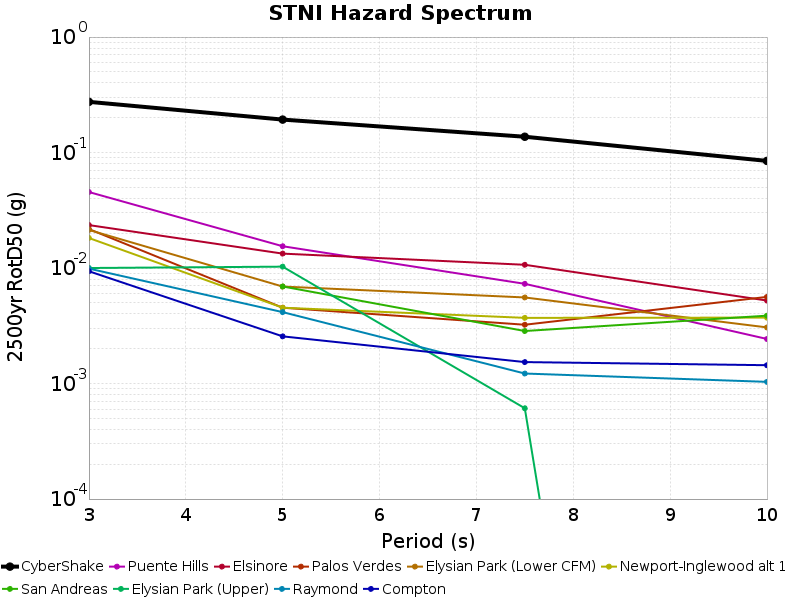 STNI Hazard Spectrum
10^0
10^-1
10^-2
10^-3
10^-4
2500yr RotD50 (g)
3 4 5 6 7 8 9 10
Period (s)
CyberShake Puente Hills Elsinore Palos Verdes Elysian Park (Lower CFM) Newport-Inglewood alt 1
San Andreas Elysian Park (Upper) Raymond Compton